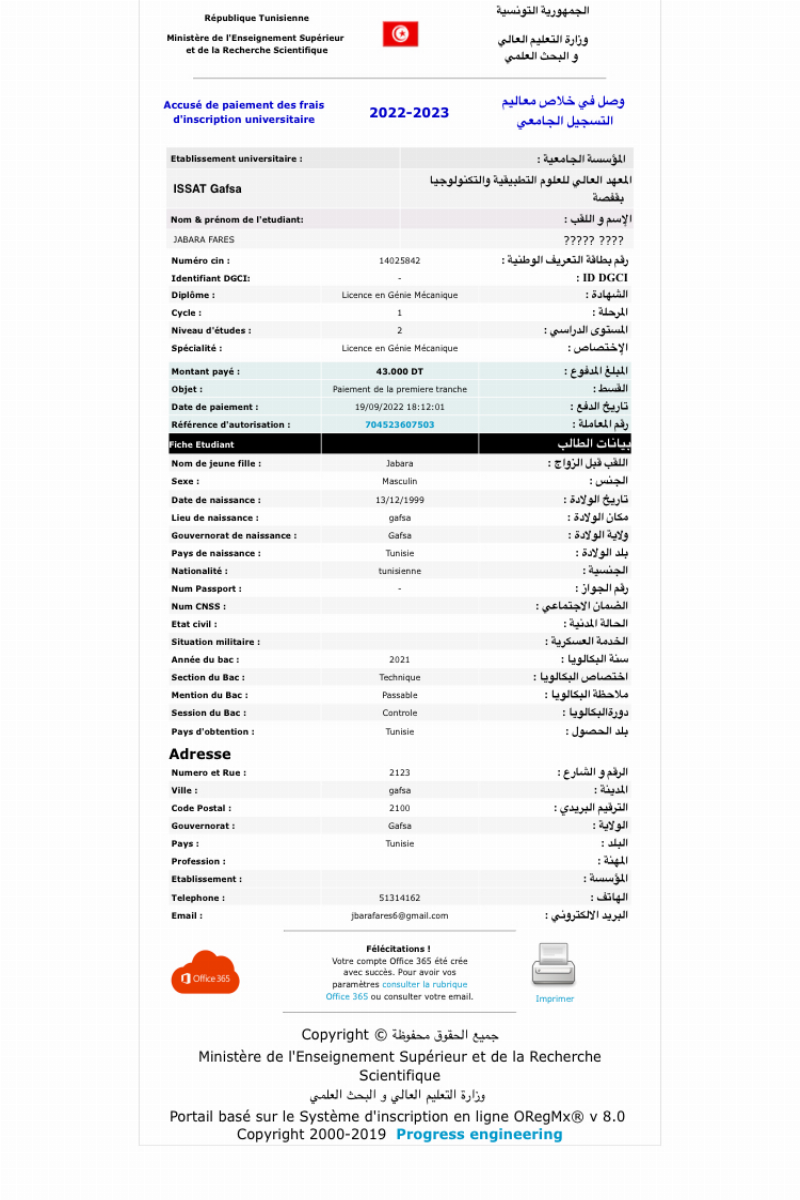 République Tunisienne
الجمهورية التونسية
Ministère de l'Enseignement Supérieur
et de la Recherche Scientifique
وزارة التعليم العالي
و البحث العلمي
Accusé de paiement des frais
d'inscription universitaire
2022-2023
وصل في خلاص معاليم
التسجيل الجامعي
Etablissement universitaire : المؤسسة الجامعية :
ISSAT Gafsa
المعهد العالي للعلوم التطبيقية والتكنولوجيا
بقفصة
Nom & prénom de l'etudiant: الإسم و اللقب :
JABARA FARES ????? ????
Numéro cin : 14025842 رقم بطاقة التعريف الوطنية :
Identifiant DGCI: - ID DGCI :
Diplôme : Licence en Génie Mécanique الشهادة :
Cycle : 1 المرحلة :
Niveau d'études : 2 المستوى الدراسي :
Spécialité : Licence en Génie Mécanique الإختصاص :
Montant payé : 43.000 DT المبلغ المدفوع :
Objet : Paiement de la premiere tranche القسط :
Date de paiement : 19/09/2022 18:12:01 تاريخ الدفع :
Référence d'autorisation : 704523607503 رقم المعاملة :
Fiche Etudiant بيانات الطالب
Nom de jeune fille : Jabara اللقب قبل الزواج :
Sexe : Masculin الجنس :
Date de naissance : 13/12/1999 تاريخ الولادة :
Lieu de naissance : gafsa مكان الولادة :
Gouvernorat de naissance : Gafsa ولاية الولادة :
Pays de naissance : Tunisie بلد الولادة :
Nationalité : tunisienne الجنسية :
Num Passport : - رقم الجواز :
Num CNSS : الضمان الاجتماعي :
Etat civil : الحالة المدنية :
Situation militaire : الخدمة العسكرية :
Année du bac : 2021 سنة البكالويا :
Section du Bac : Technique اختصاص البكالويا :
Mention du Bac : Passable ملاحظة البكالويا :
Session du Bac : Controle دورةالبكالويا :
Pays d'obtention : Tunisie بلد الحصول :
Adresse
Numero et Rue : 2123 الرقم و الشارع :
Ville : gafsa المدينة :
Code Postal : 2100 الترقيم البريدي :
Gouvernorat : Gafsa الولاية :
Pays : Tunisie البلد :
Profession : المهنة :
Etablissement : المؤسسة :
Telephone : 51314162 الهاتف :
Email : jbarafares6@gmail.com البريد الالكتروني :
Office 365
Félécitations !
Votre compte Office 365 été crée
avec succès. Pour avoir vos
paramètres consulter la rubrique
Office 365 ou consulter votre email.
Imprimer
Copyright © جميع الحقوق محفوظة
Ministère de l'Enseignement Supérieur et de la Recherche
Scientifique
وزارة التعليم العالي و البحث العلمي
Portail basé sur le Système d'inscription en ligne ORegMx® v 8.0
Copyright 2000-2019 Progress engineering